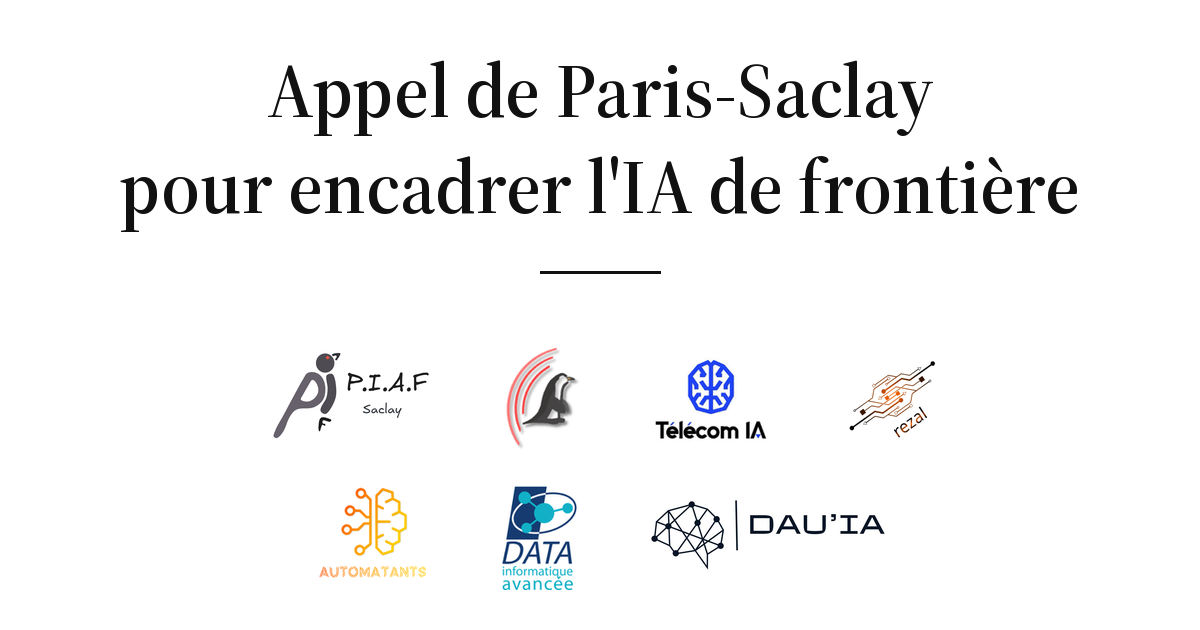 Appel de Paris-Saclay
pour encadrer l'IA de frontière
P.I.A.F
Saclay
Télécom IA
rezal
AUTOMATANTS
DATA
informatique
avancée
DAU'IA